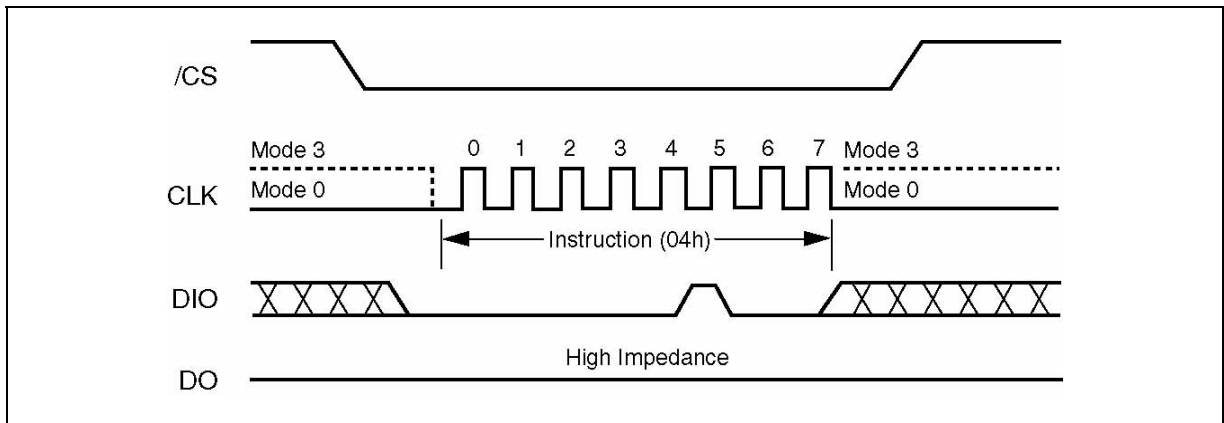 /CS
Mode 3 0 1 2 3 4 5 6 7 Mode 3
CLK Mode 0 Mode 0
Instruction (04h)
DIO
High Impedance
DO